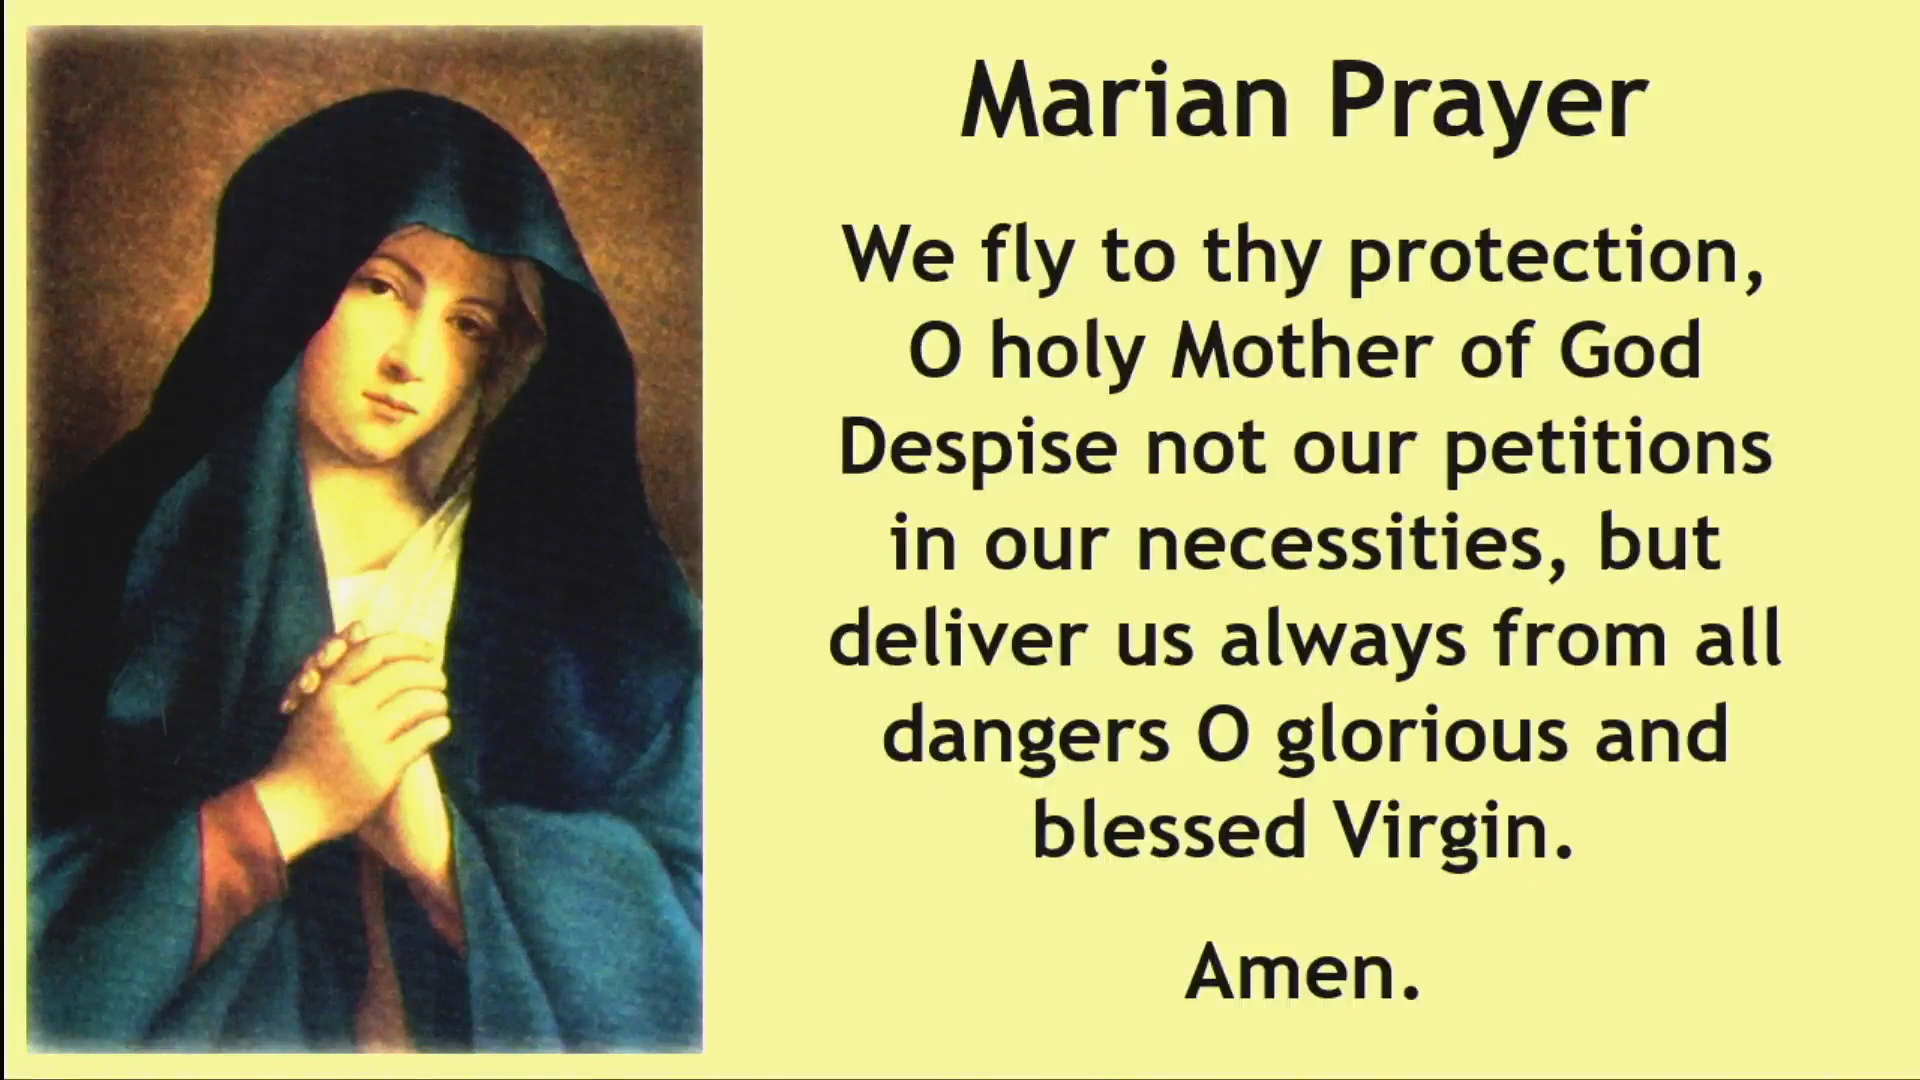 Marian Prayer
We fly to thy protection,
O holy Mother of God
Despise not our petitions
in our necessities, but
deliver us always from all
dangers O glorious and
blessed Virgin.
Amen.